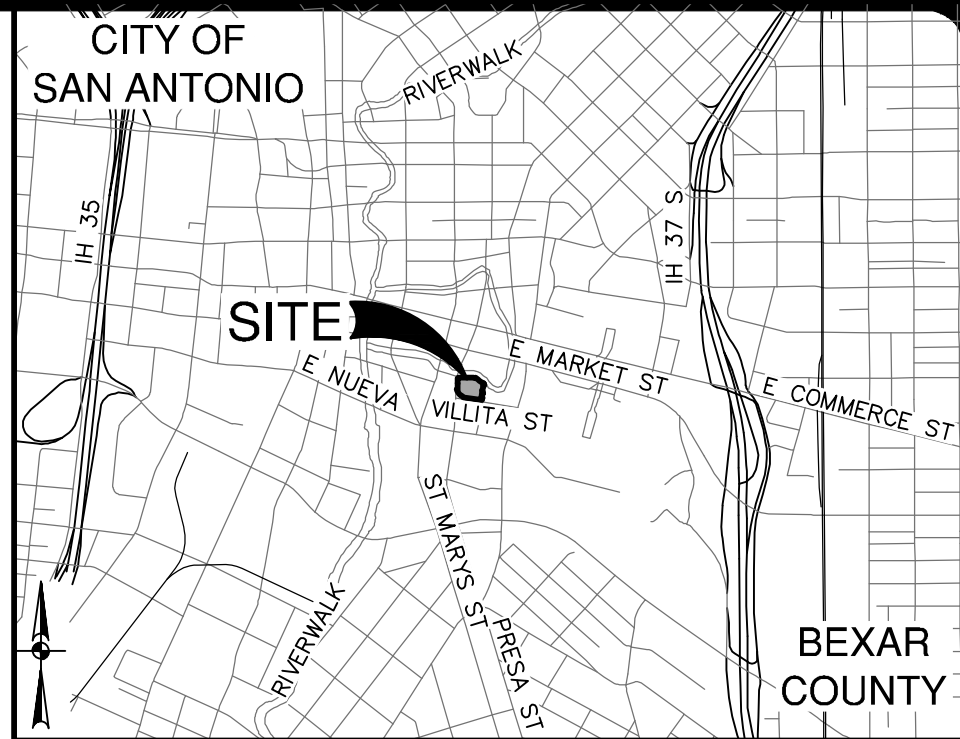 CITY OF
SAN ANTONIO
RIVERWALK
IH 35
IH 37 S
SITE
E MARKET ST
E NUEVA
VILLITA ST
E COMMERCE ST
ST MARYS ST
PRESA ST
RIVERWALK
BEXAR
COUNTY